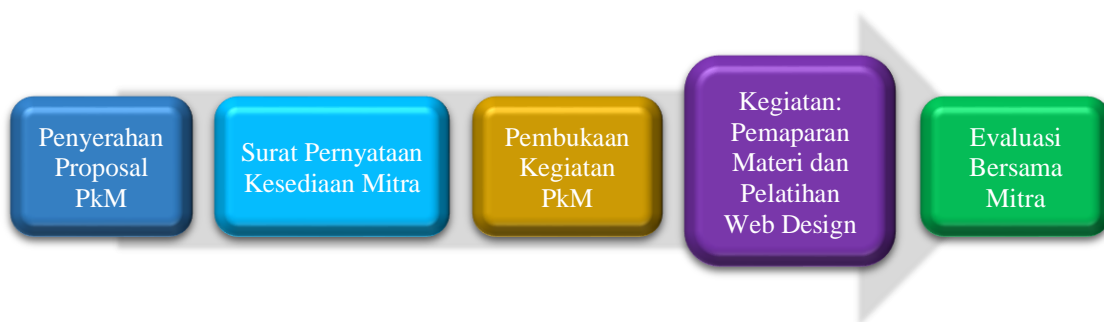 Penyerahan
Proposal
PkM
Surat Pernyataan
Kesediaan Mitra
Pembukaan
Kegiatan
PkM
Kegiatan:
Pemaparan
Materi dan
Pelatihan
Web Design
Evaluasi
Bersama
Mitra